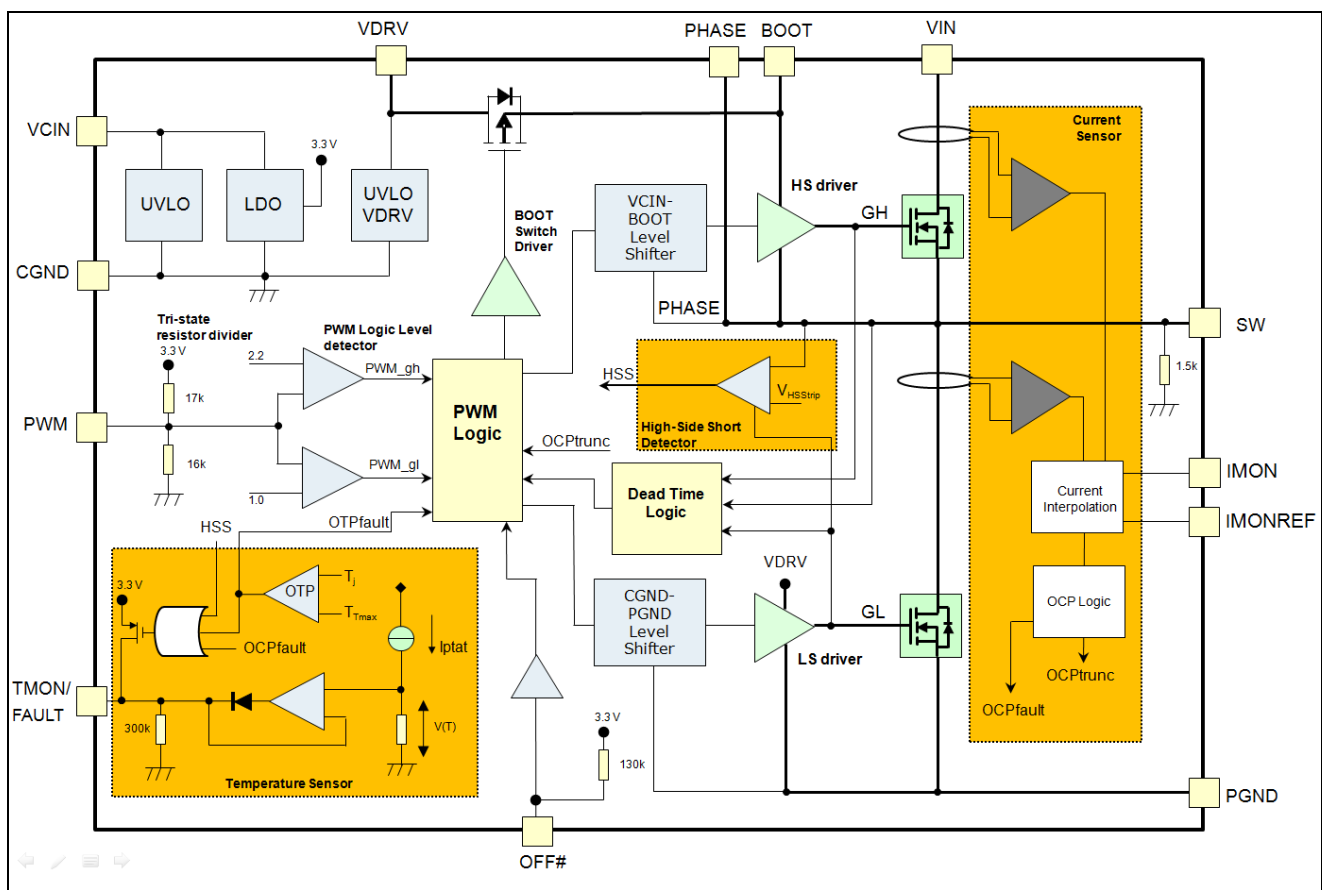 VDRV
PHASE
BOOT
VIN
VCIN
3.3 V
UVLO
LDO
UVLO
VDRV
CGND
BOOT
Switch
Driver
VCIN-
BOOT
Level
Shifter
HS driver
GH
Current
Sensor
PHASE
SW
1.5k
Tri-state
resistor divider
3.3 V
17k
16k
PWM
PWM Logic Level
detector
2.2
PWM_gh
1.0
PWM_gl
PWM
Logic
HSS
VHSStrip
High-Side Short
Detector
OCPtrunc
Dead Time
Logic
IMON
IMONREF
Current
Interpolation
OCP Logic
OCPtrunc
OCPfault
HSS
OTPfault
3.3 V
OTP
Tj
TTmax
OCPfault
Iptat
TMON/
FAULT
300k
V(T)
Temperature Sensor
CGND-
PGND
Level
Shifter
VDRV
GL
LS driver
3.3 V
130k
PGND
OFF#